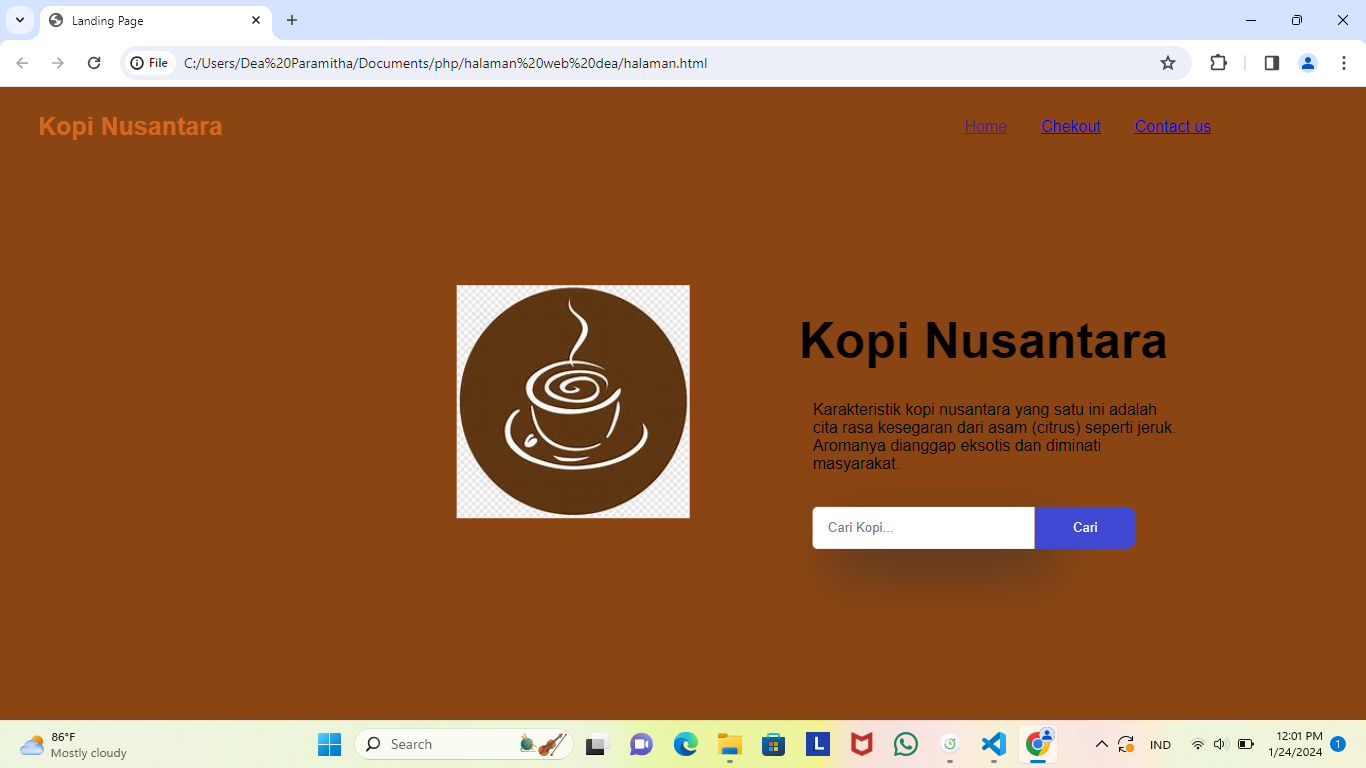 Landing Page
File
C:/Users/Dea%20Paramitha/Documents/php/halaman%20web%20dea/halaman.html
Kopi Nusantara
Home
Chekout
Contact us
Kopi Nusantara
Karakteristik kopi nusantara yang satu ini adalah
cita rasa kesegaran dari asam (citrus) seperti jeruk.
Aromanya dianggap eksotis dan diminati
masyarakat.
Cari Kopi...
Cari
86°F
Mostly cloudy
Search
L
IND
12:01 PM
1/24/2024
1